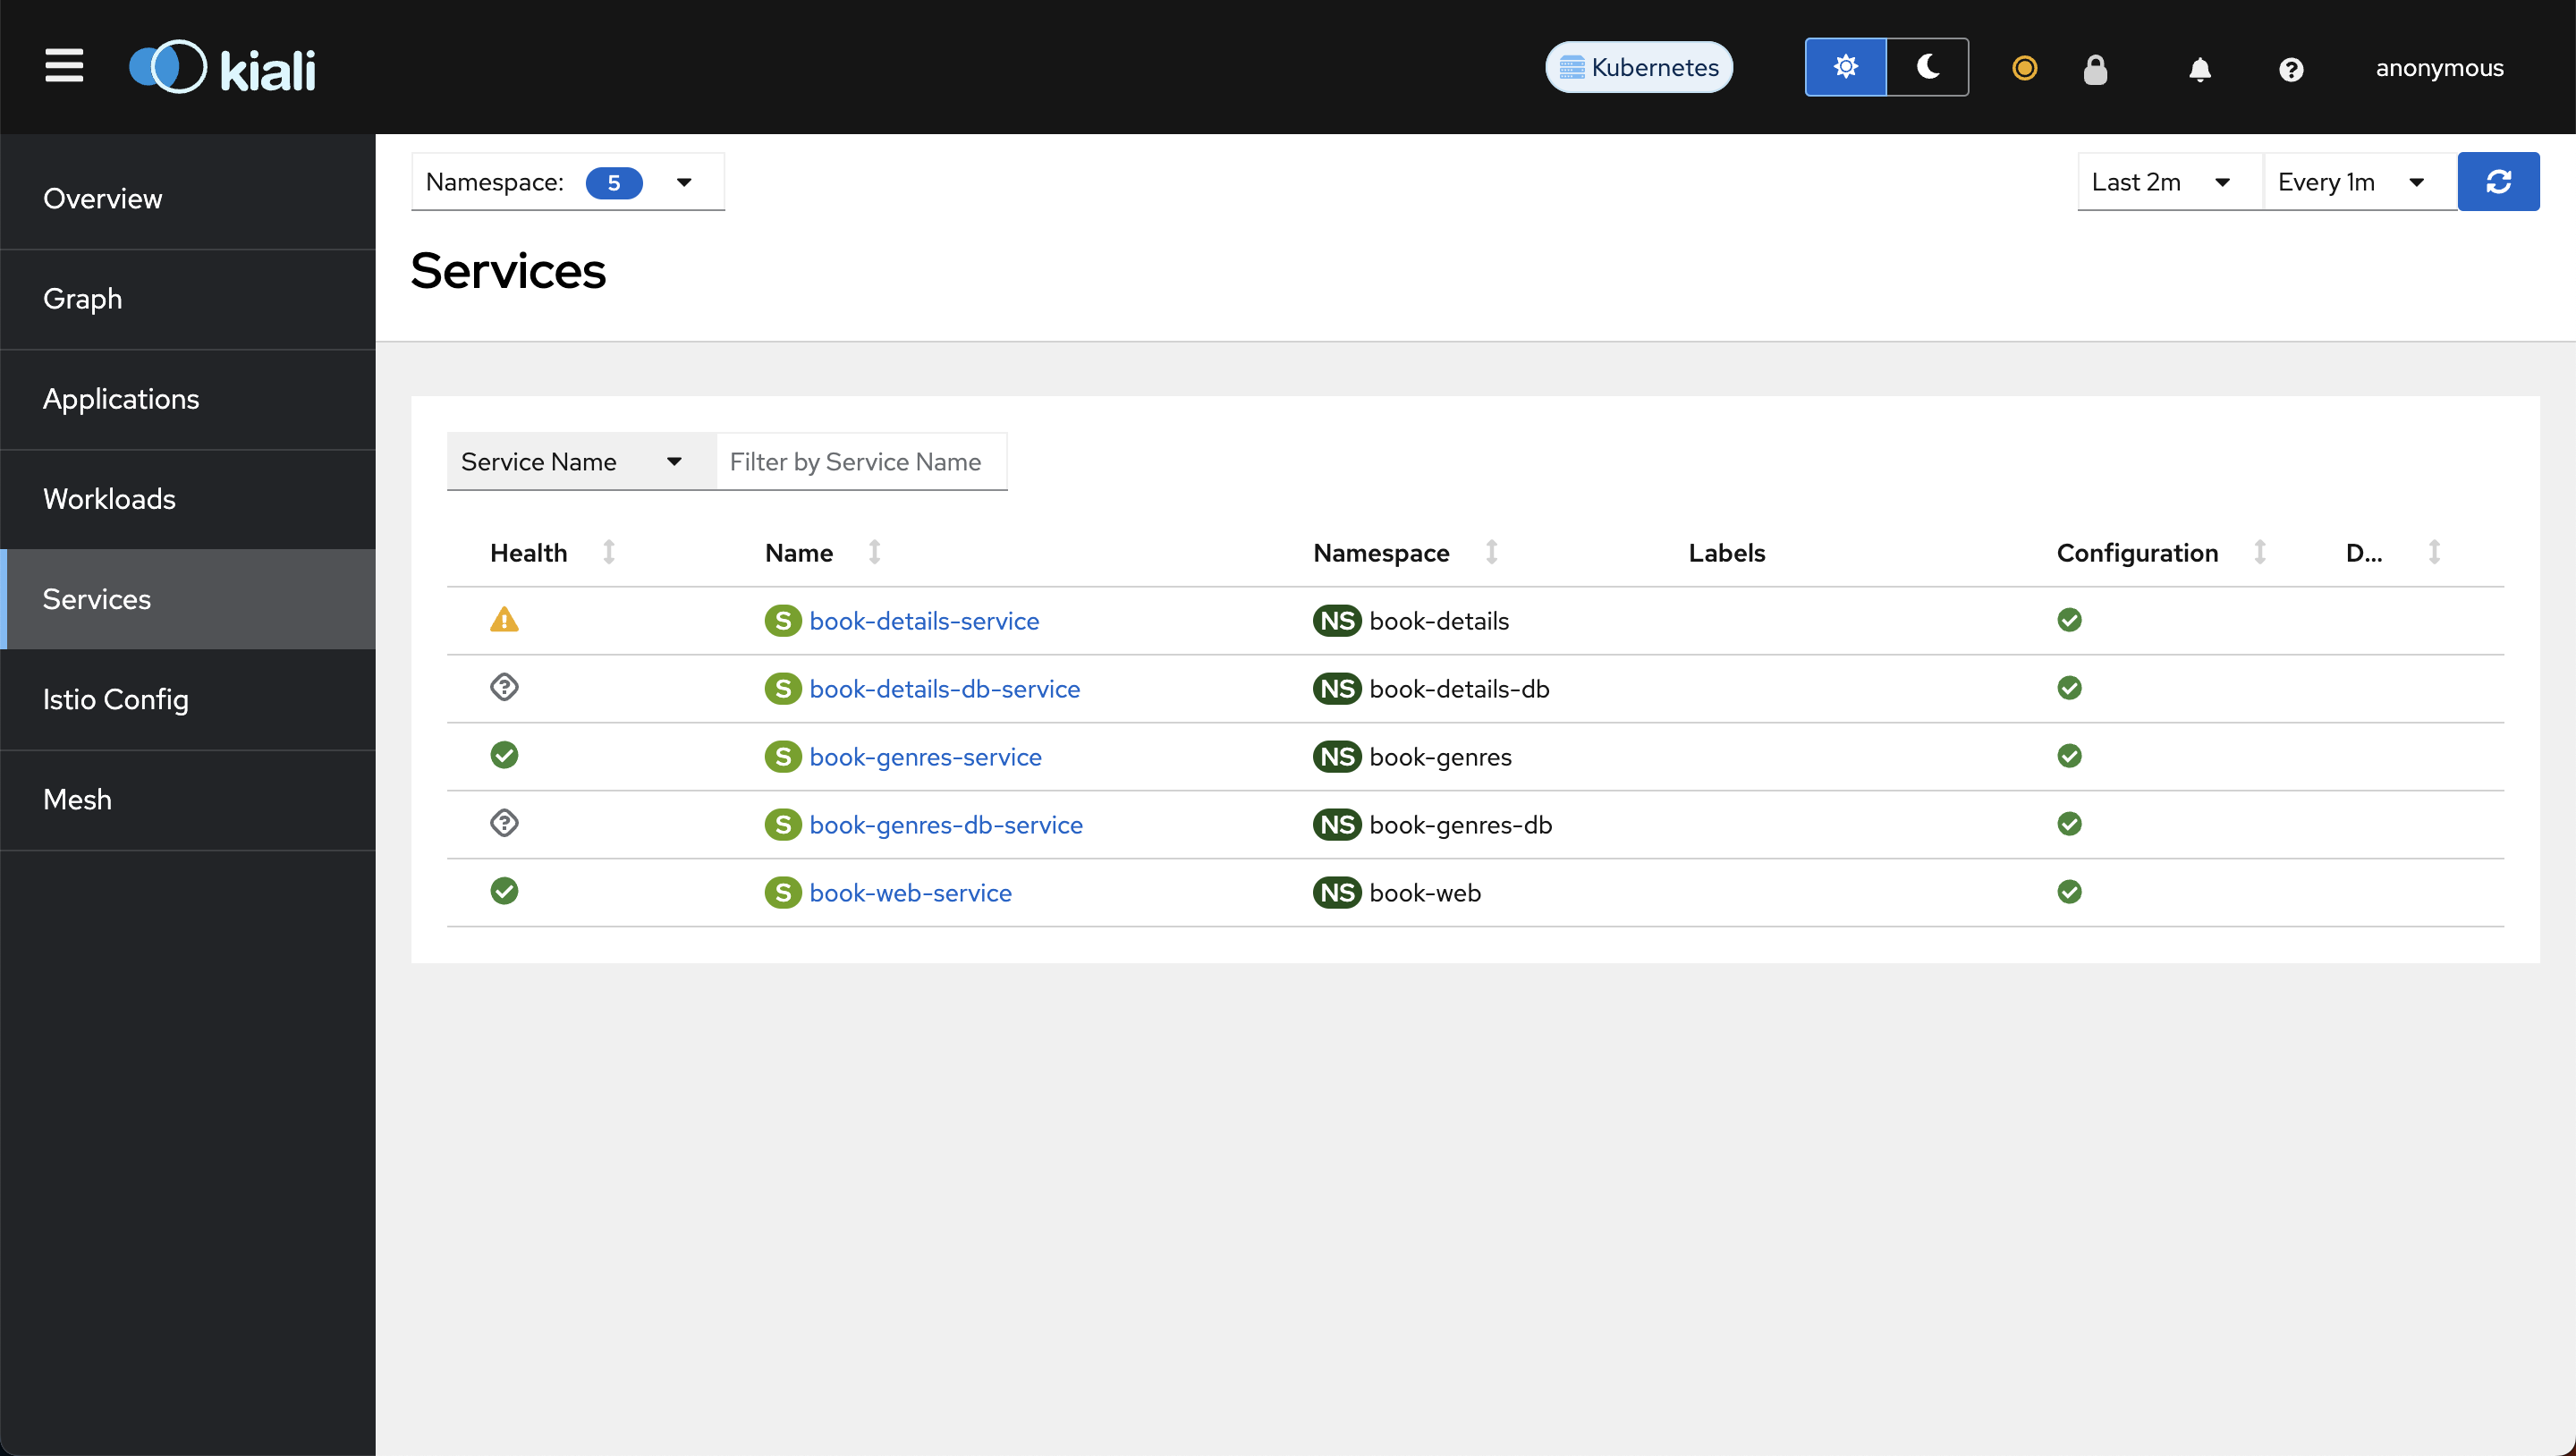 kiali
Kubernetes
anonymous
Overview
Graph
Applications
Workloads
Services
Istio Config
Mesh
Namespace: 5
Last 2m
Every 1m
Services
Service Name
Filter by Service Name
Health Name Namespace Labels Configuration D...
S book-details-service NS book-details
S book-details-db-service NS book-details-db
S book-genres-service NS book-genres
S book-genres-db-service NS book-genres-db
S book-web-service NS book-web